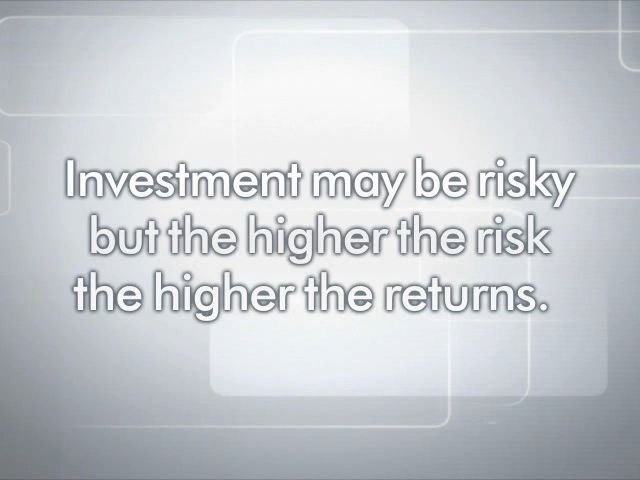 Investment may be risky
but the higher the risk
the higher the returns.